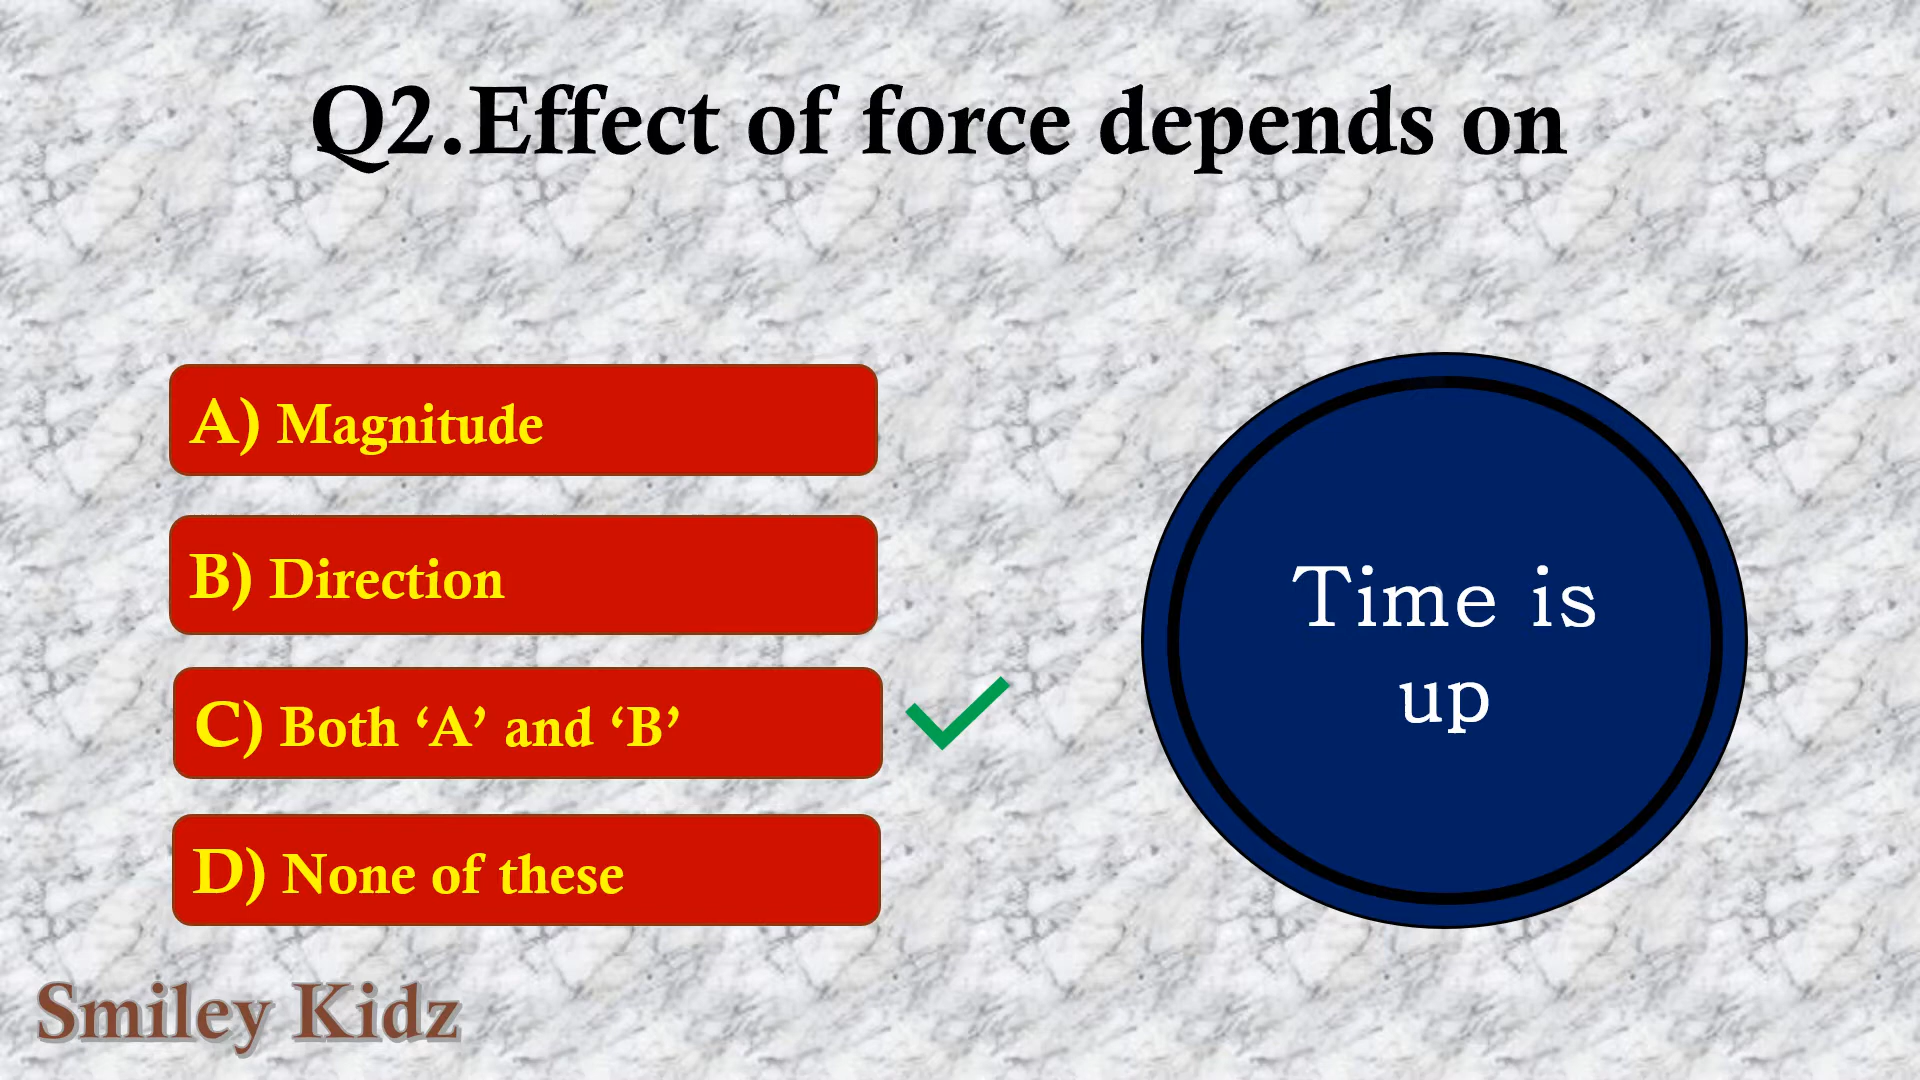 Q2.Effect of force depends on
A) Magnitude
B) Direction
C) Both ‘A’ and ‘B’
D) None of these
Time is
up
Smiley Kidz